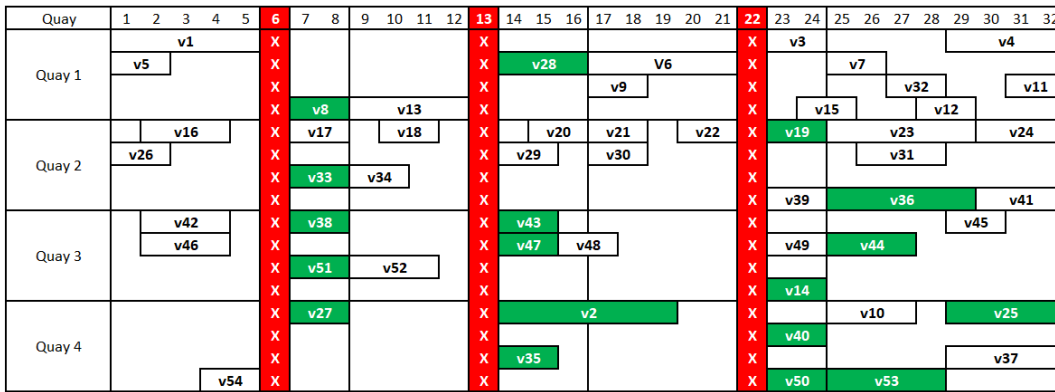 Quay 1 2 3 4 5 6 7 8 9 10 11 12 13 14 15 16 17 18 19 20 21 22 23 24 25 26 27 28 29 30 31 32
Quay 1
v1 X X v3 v4
v5 X v28 V6 X v7
X X v9 X v32 v11
X v8 v13 X X v15 v12
Quay 2
v16 X v17 v18 X v20 v21 v22 X v19 v23 v24
v26 X X v29 v30 X v31
X v33 v34 X X
X X X v39 v36 v41
Quay 3
v42 X v38 X v43 X v45
v46 X X v47 v48 X v49 v44
X v51 v52 X X
X X X v14
Quay 4
X v27 X v2 X v10 v25
X X X v40
X X v35 X v37
v54 X X X v50 v53